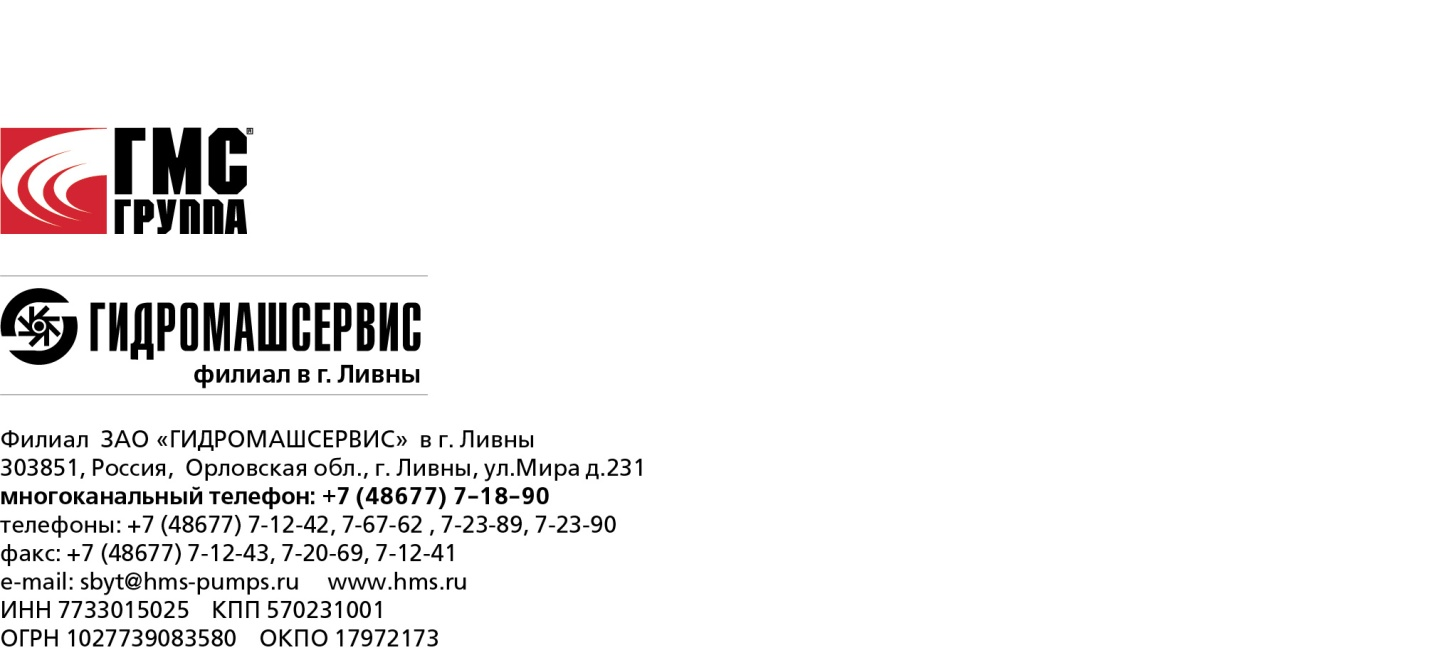 ГМС®
ГРУППА
ГИДРОМАШСЕРВИС
филиал в г. Ливны
Филиал ЗАО «ГИДРОМАШСЕРВИС» в г. Ливны
303851, Россия, Орловская обл., г. Ливны, ул.Мира д.231
многоканальный телефон: +7 (48677) 7–18–90
телефоны: +7 (48677) 7-12-42, 7-67-62 , 7-23-89, 7-23-90
факс: +7 (48677) 7-12-43, 7-20-69, 7-12-41
e-mail: sbyt@hms-pumps.ru www.hms.ru
ИНН 7733015025 КПП 570231001
ОГРН 1027739083580 ОКПО 17972173